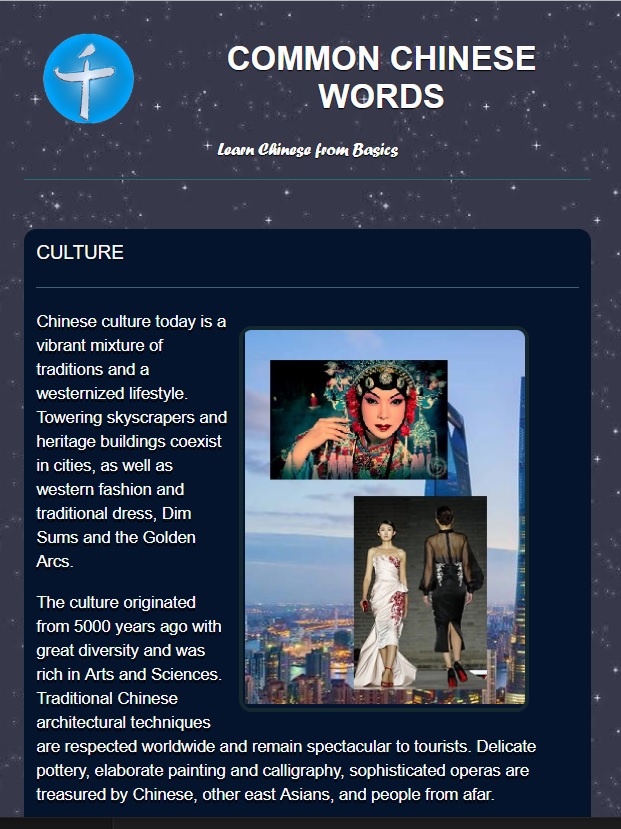 千
COMMON CHINESE
WORDS
Learn Chinese from Basics
CULTURE
Chinese culture today is a
vibrant mixture of
traditions and a
westernized lifestyle.
Towering skyscrapers and
heritage buildings coexist
in cities, as well as
western fashion and
traditional dress, Dim
Sums and the Golden
Arcs.
The culture originated
from 5000 years ago with
great diversity and was
rich in Arts and Sciences.
Traditional Chinese
architectural techniques
are respected worldwide and remain spectacular to tourists. Delicate
pottery, elaborate painting and calligraphy, sophisticated operas are
treasured by Chinese, other east Asians, and people from afar.